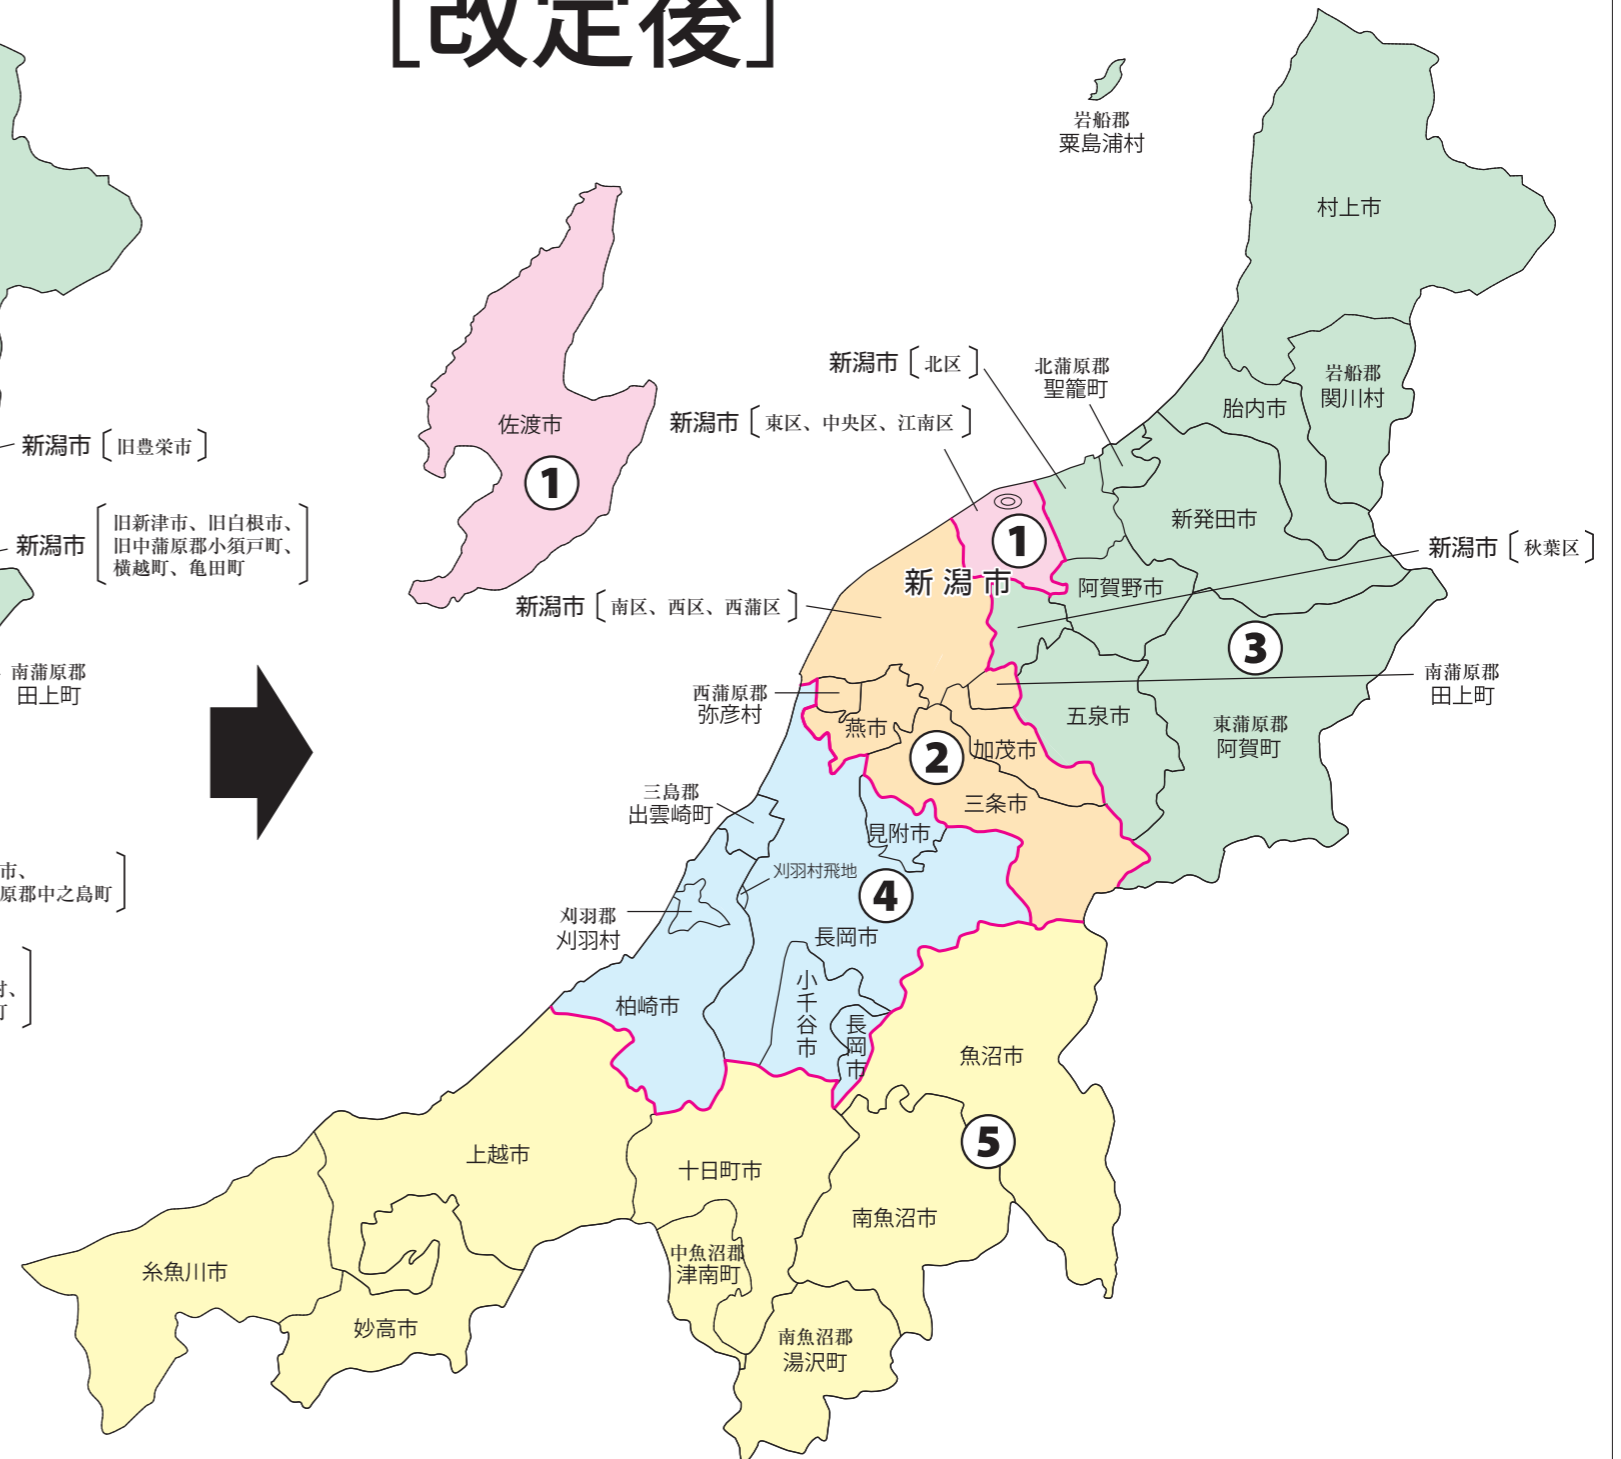 [改定後]
岩船郡
粟島浦村
村上市
新潟市〔北区〕
北蒲原郡
聖籠町
岩船郡
関川村
胎内市
佐渡市
①
新潟市〔東区、中央区、江南区〕
新潟市〔旧豊栄市〕
新発田市
新潟市〔秋葉区〕
新潟市
旧新津市、旧白根市、
旧中蒲原郡小須戸町、
横越町、亀田町
①
新潟市
阿賀野市
新潟市〔南区、西区、西蒲区〕
③
南蒲原郡
田上町
南蒲原郡
田上町
西蒲原郡
弥彦村
燕市
五泉市
東蒲原郡
阿賀町
②
加茂市
三条市
三島郡
出雲崎町
見附市
刈羽村飛地
④
市、
原郡中之島町
刈羽郡
刈羽村
長岡市
小千谷市
長岡市
柏崎市
魚沼市
⑤
上越市
十日町市
南魚沼市
中魚沼郡
津南町
糸魚川市
妙高市
南魚沼郡
湯沢町